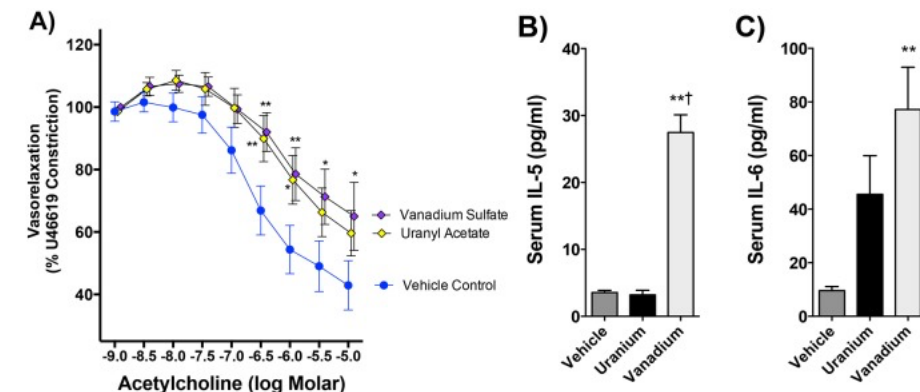 A)
Vasorelaxation
(% U46619 Constriction)
120
100
80
60
40
**
**
**
*
*
*
Vanadium Sulfate
Uranyl Acetate
Vehicle Control
-9.0 -8.5 -8.0 -7.5 -7.0 -6.5 -6.0 -5.5 -5.0
Acetylcholine (log Molar)
B)
Serum IL-5 (pg/ml)
40
30
20
10
0
**†
Vehicle
Uranium
Vanadium
C)
Serum IL-6 (pg/ml)
100
80
60
40
20
0
**
Vehicle
Uranium
Vanadium